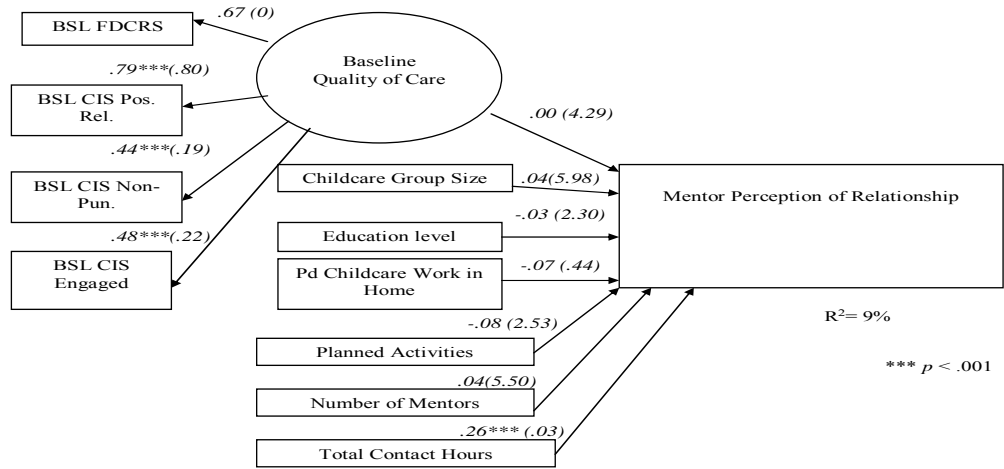 BSL FDCRS
.67 (0)
Baseline
Quality of Care
.79***(.80)
BSL CIS Pos.
Rel.
.00 (4.29)
.44***(.19)
BSL CIS Non-
Pun.
Childcare Group Size
.04(5.98)
Mentor Perception of Relationship
-.03 (2.30)
.48***(.22)
Education level
BSL CIS
Engaged
-.07 (.44)
Pd Childcare Work in
Home
R²= 9%
-.08 (2.53)
Planned Activities
*** p < .001
.04(5.50)
Number of Mentors
.26*** (.03)
Total Contact Hours